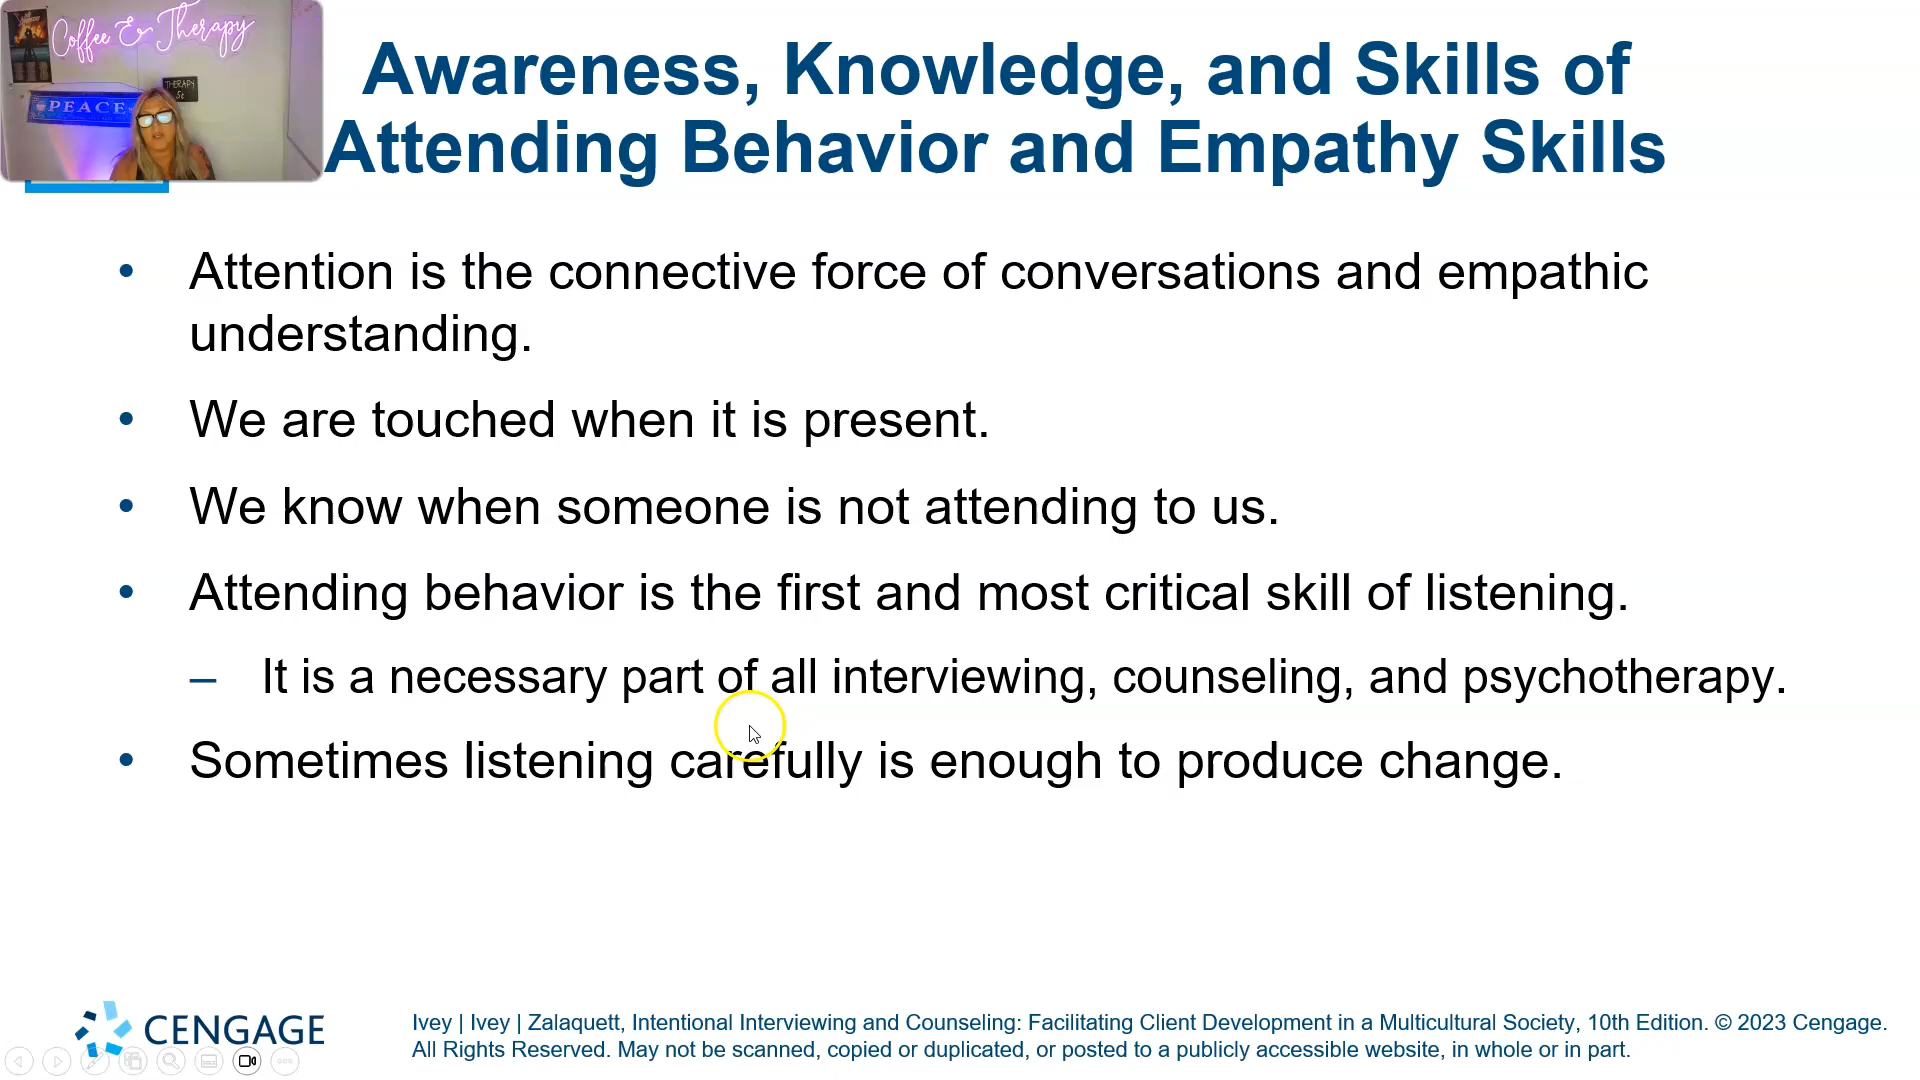 Coffee & Therapy
PEACE
THERAPY
St
Awareness, Knowledge, and Skills of
Attending Behavior and Empathy Skills
• Attention is the connective force of conversations and empathic
understanding.
• We are touched when it is present.
• We know when someone is not attending to us.
• Attending behavior is the first and most critical skill of listening.
– It is a necessary part of all interviewing, counseling, and psychotherapy.
• Sometimes listening carefully is enough to produce change.
CENGAGE
Ivey | Ivey | Zalaquett, Intentional Interviewing and Counseling: Facilitating Client Development in a Multicultural Society, 10th Edition. © 2023 Cengage.
All Rights Reserved. May not be scanned, copied or duplicated, or posted to a publicly accessible website, in whole or in part.